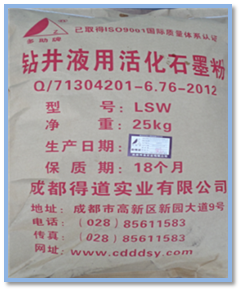 已取得ISO9001国际质量体系认证
钻井液用活化石墨粉
Q/71304201-6.76-2012
型 号: LSW
净 重: 25kg
生产日期:
保 质 期: 18个月
成都得道实业有限公司
地址: 成都市高新区新园大道9号
电话: (028) 85611583
传真: (028) 85611583
网址: www.cdddsy.com